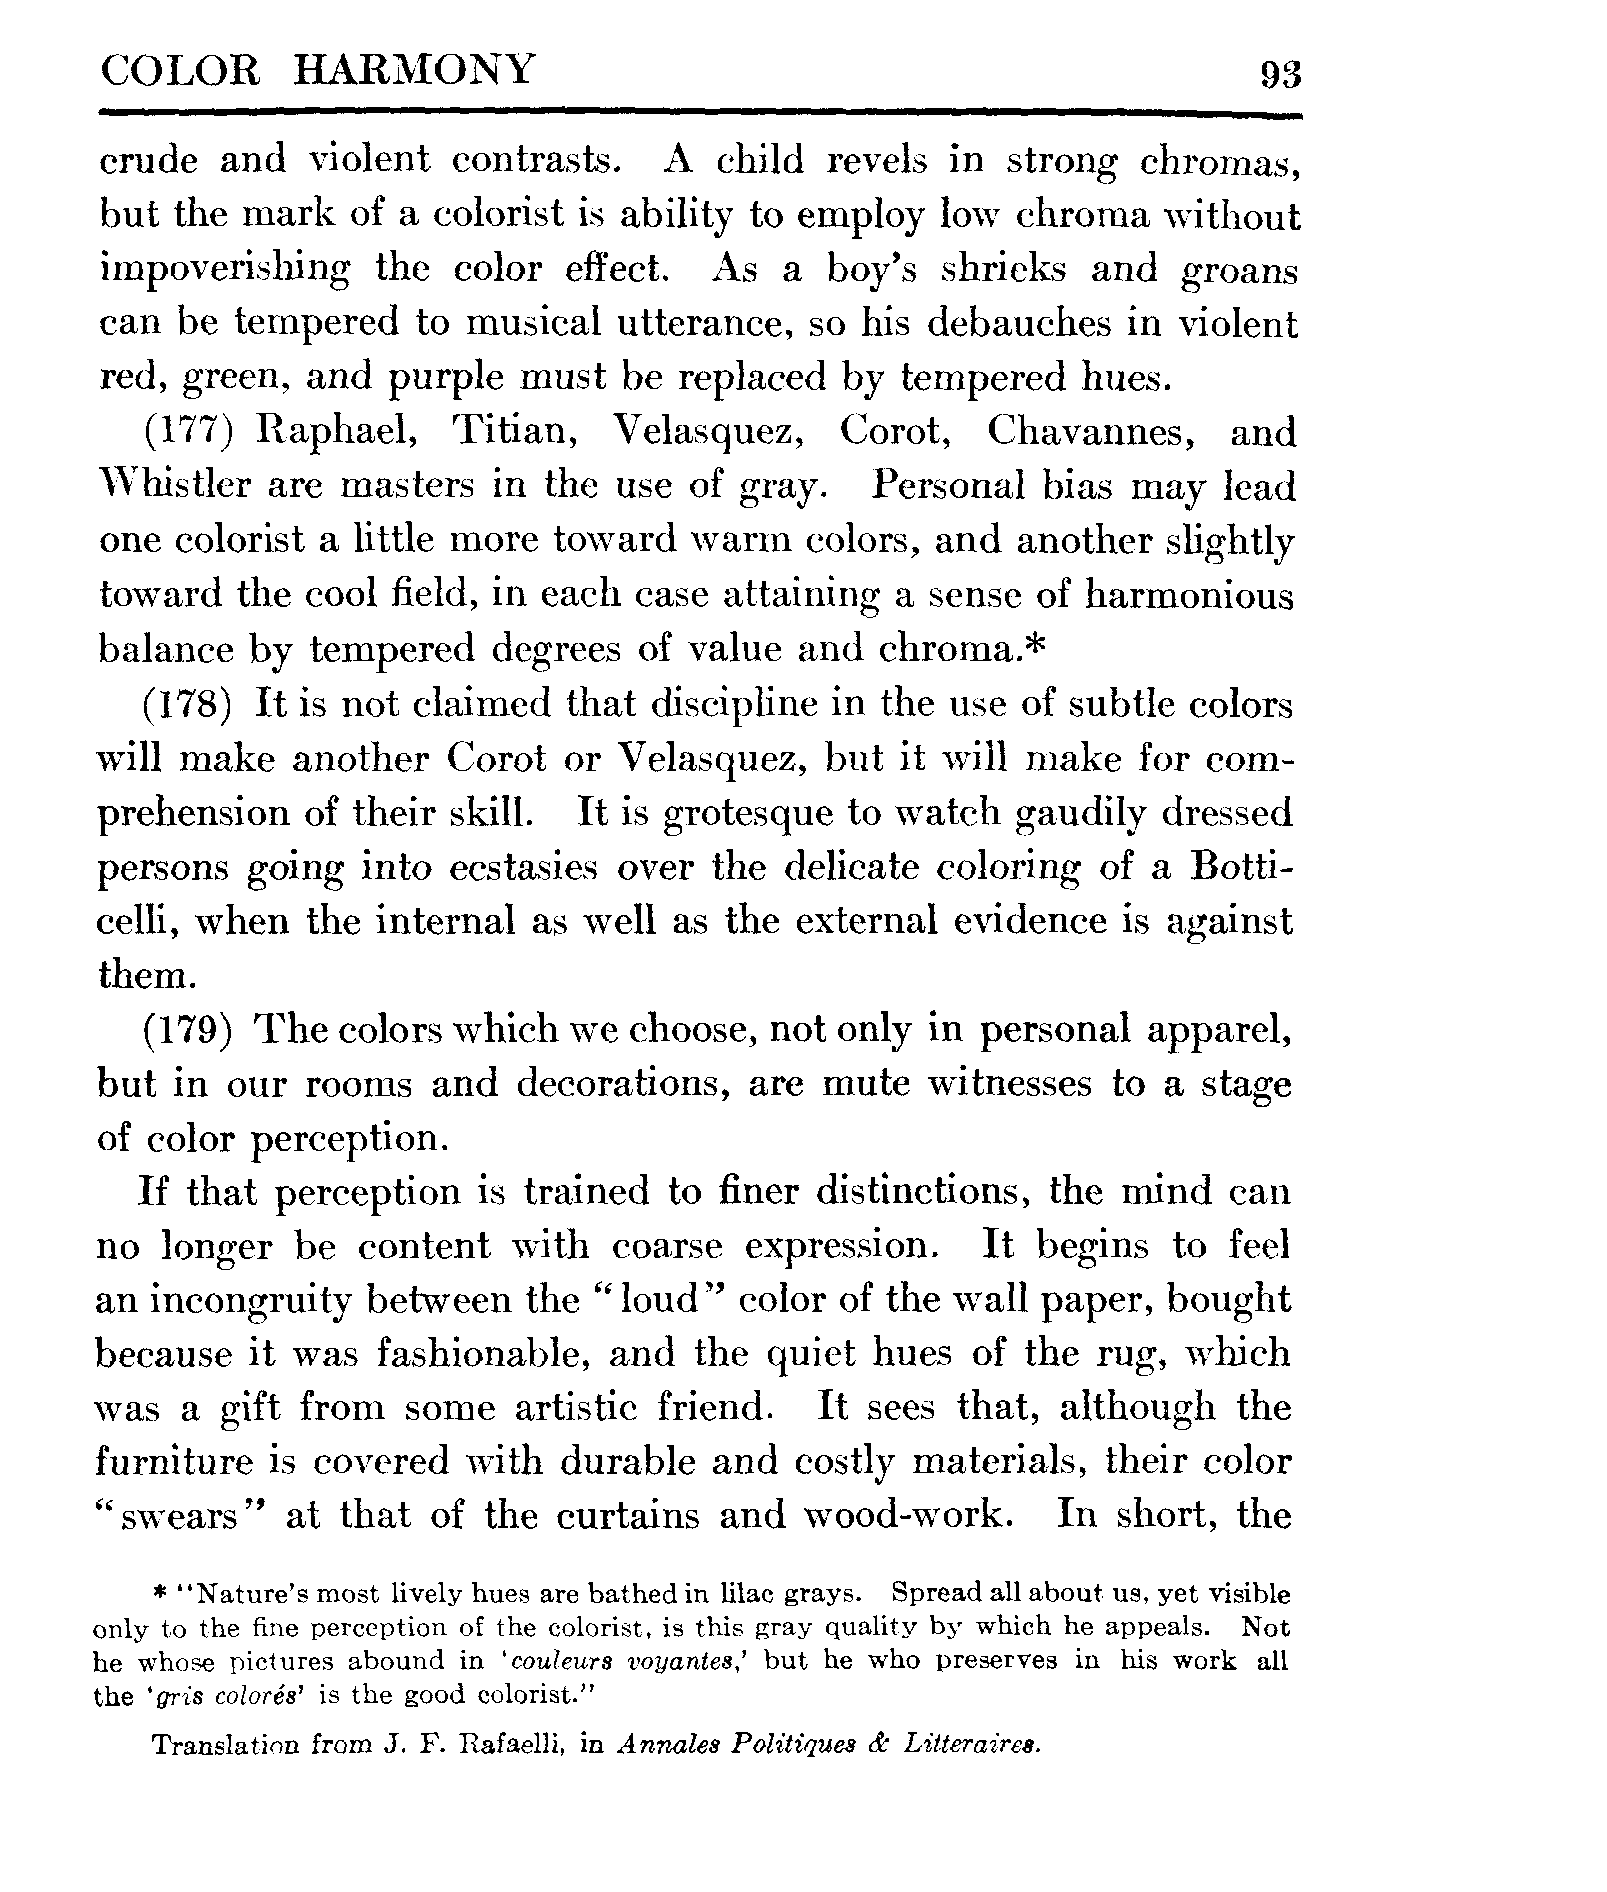 COLOR HARMONY 93
crude and violent contrasts. A child revels in strong chromas,
but the mark of a colorist is ability to employ low chroma without
impoverishing the color effect. As a boy's shrieks and groans
can be tempered to musical utterance, so his debauches in violent
red, green, and purple must be replaced by tempered hues.
(177) Raphael, Titian, Velasquez, Corot, Chavannes, and
Whistler are masters in the use of gray. Personal bias may lead
one colorist a little more toward warm colors, and another slightly
toward the cool field, in each case attaining a sense of harmonious
balance by tempered degrees of value and chroma.*
(178) It is not claimed that discipline in the use of subtle colors
will make another Corot or Velasquez, but it will make for com-
prehension of their skill. It is grotesque to watch gaudily dressed
persons going into ecstasies over the delicate coloring of a Botti-
celli, when the internal as well as the external evidence is against
them.
(179) The colors which we choose, not only in personal apparel,
but in our rooms and decorations, are mute witnesses to a stage
of color perception.
If that perception is trained to finer distinctions, the mind can
no longer be content with coarse expression. It begins to feel
an incongruity between the "loud" color of the wall paper, bought
because it was fashionable, and the quiet hues of the rug, which
was a gift from some artistic friend. It sees that, although the
furniture is covered with durable and costly materials, their color
"swears" at that of the curtains and wood-work. In short, the
* "Nature's most lively hues are bathed in lilac grays. Spread all about us, yet visible
only to the fine perception of the colorist, is this gray quality by which he appeals. Not
he whose pictures abound in 'couleurs voyantes,' but he who preserves in his work all
the 'gris colorés' is the good colorist."
Translation from J. F. Rafaelli, in Annales Politiques & Litteraires.